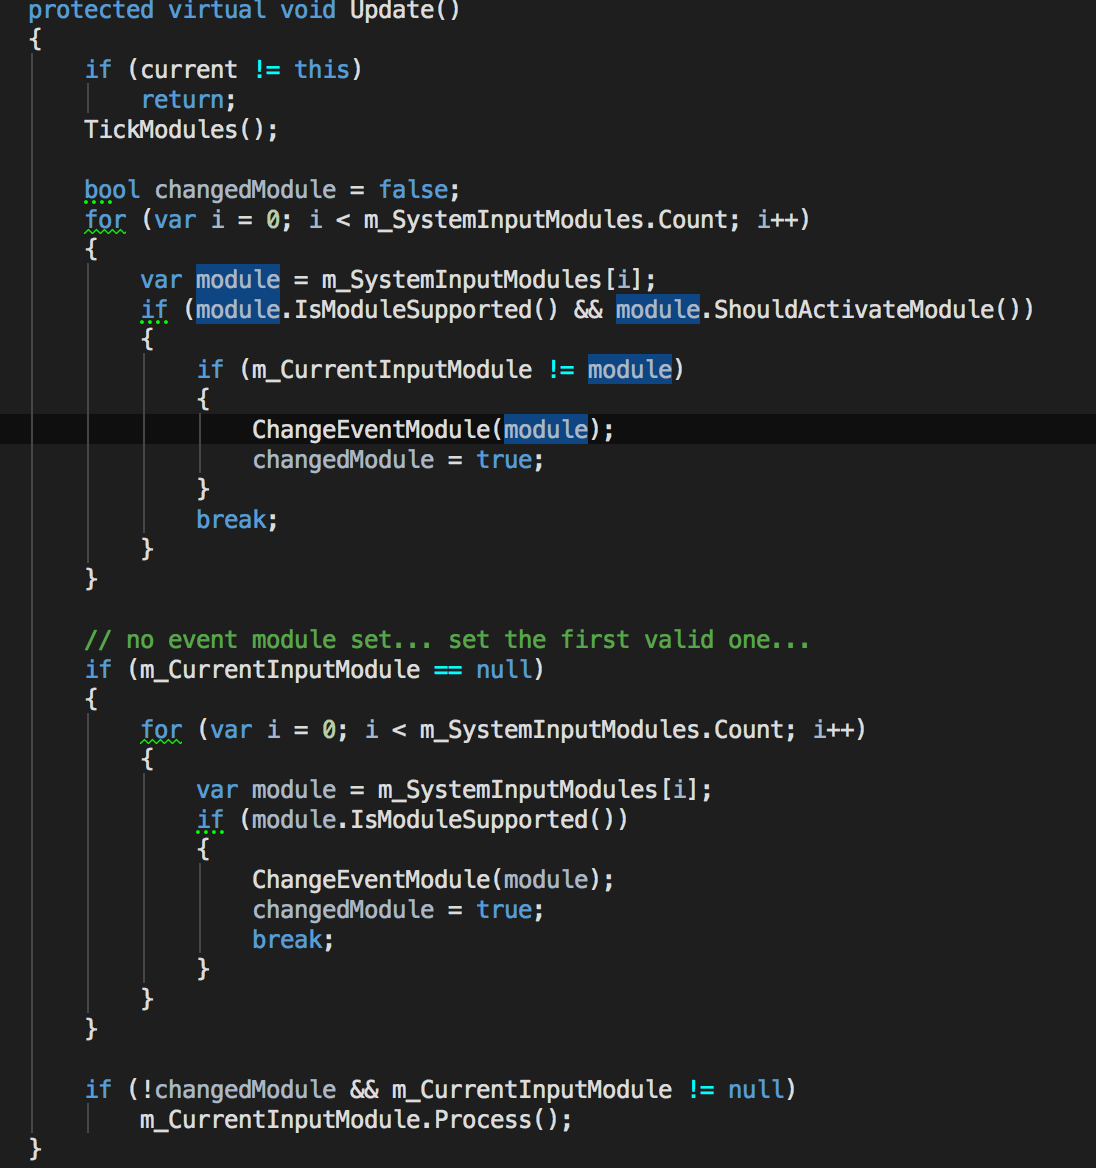 protected virtual void Update()
{
    if (current != this)
        return;
    TickModules();

    bool changedModule = false;
    for (var i = 0; i < m_SystemInputModules.Count; i++)
    {
        var module = m_SystemInputModules[i];
        if (module.IsModuleSupported() && module.ShouldActivateModule())
        {
            if (m_CurrentInputModule != module)
            {
                ChangeEventModule(module);
                changedModule = true;
            }
            break;
        }
    }

    // no event module set... set the first valid one...
    if (m_CurrentInputModule == null)
    {
        for (var i = 0; i < m_SystemInputModules.Count; i++)
        {
            var module = m_SystemInputModules[i];
            if (module.IsModuleSupported())
            {
                ChangeEventModule(module);
                changedModule = true;
                break;
            }
        }
    }

    if (!changedModule && m_CurrentInputModule != null)
        m_CurrentInputModule.Process();
}